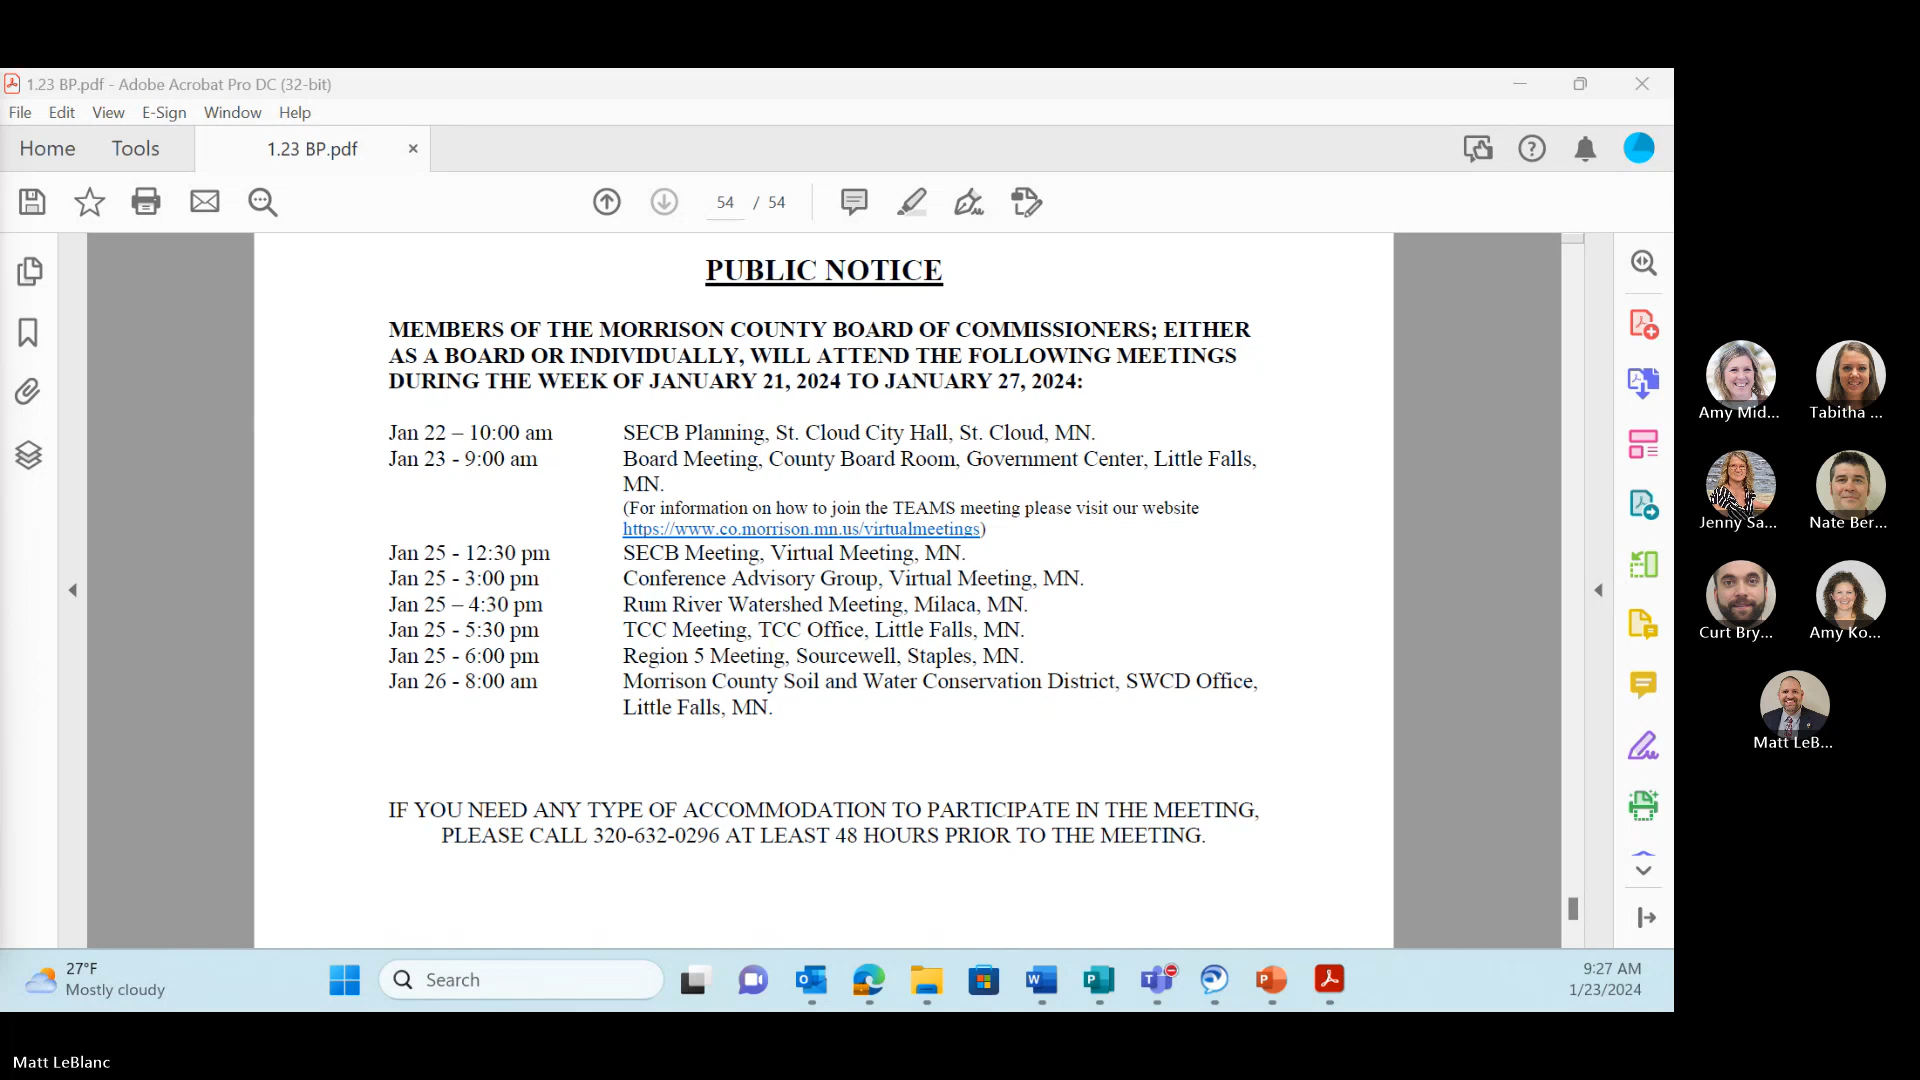 1.23 BP.pdf - Adobe Acrobat Pro DC (32-bit)
File Edit View E-Sign Window Help
Home Tools 1.23 BP.pdf
54 / 54
PUBLIC NOTICE
MEMBERS OF THE MORRISON COUNTY BOARD OF COMMISSIONERS; EITHER
AS A BOARD OR INDIVIDUALLY, WILL ATTEND THE FOLLOWING MEETINGS
DURING THE WEEK OF JANUARY 21, 2024 TO JANUARY 27, 2024:
Jan 22 – 10:00 am SECB Planning, St. Cloud City Hall, St. Cloud, MN.
Jan 23 - 9:00 am Board Meeting, County Board Room, Government Center, Little Falls,
MN.
(For information on how to join the TEAMS meeting please visit our website
https://www.co.morrison.mn.us/virtualmeetings)
Jan 25 - 12:30 pm SECB Meeting, Virtual Meeting, MN.
Jan 25 - 3:00 pm Conference Advisory Group, Virtual Meeting, MN.
Jan 25 – 4:30 pm Rum River Watershed Meeting, Milaca, MN.
Jan 25 - 5:30 pm TCC Meeting, TCC Office, Little Falls, MN.
Jan 25 - 6:00 pm Region 5 Meeting, Sourcewell, Staples, MN.
Jan 26 - 8:00 am Morrison County Soil and Water Conservation District, SWCD Office,
Little Falls, MN.
IF YOU NEED ANY TYPE OF ACCOMMODATION TO PARTICIPATE IN THE MEETING,
PLEASE CALL 320-632-0296 AT LEAST 48 HOURS PRIOR TO THE MEETING.
Amy Mid... Tabitha ...
Jenny Sa... Nate Ber...
Curt Bry... Amy Ko...
Matt LeB...
27°F
Mostly cloudy
Search
9:27 AM
1/23/2024
Matt LeBlanc